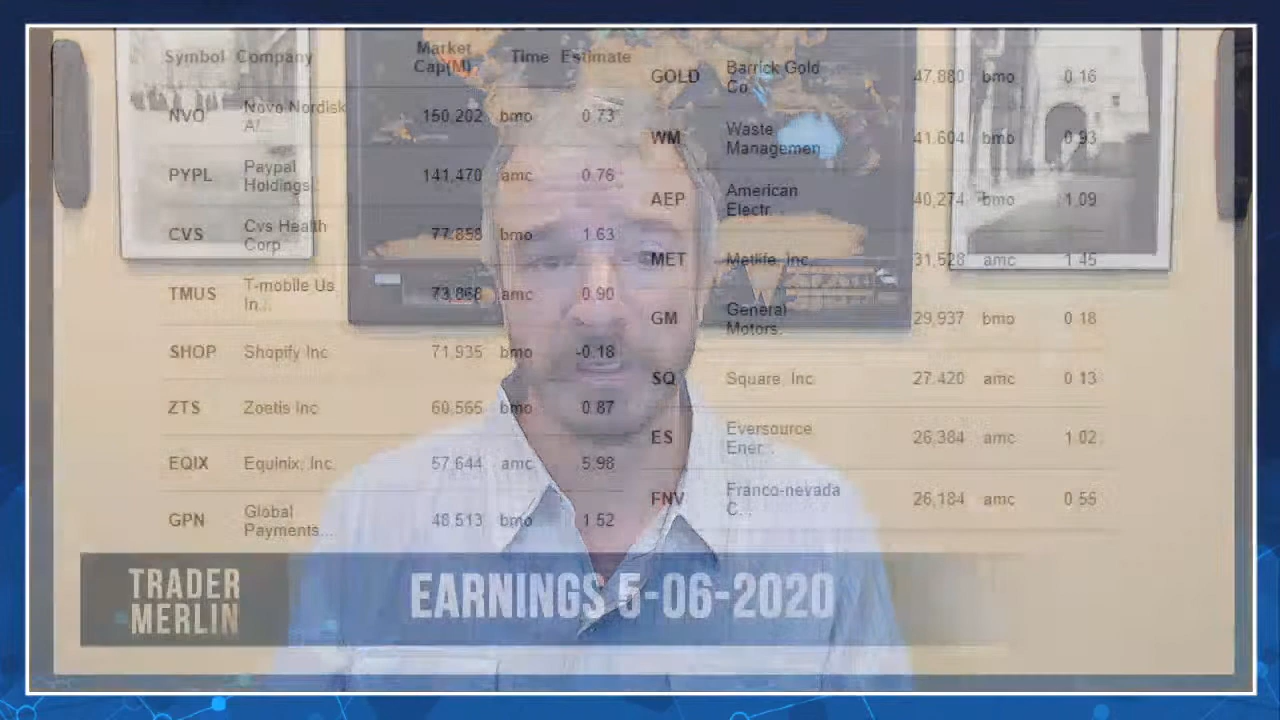 Symbol Company Market Cap(M) Time Estimate
NVO Novo Nordisk A/... 150,202 bmo 0.73
PYPL Paypal Holdings... 141,470 amc 0.76
CVS Cvs Health Corp 77,858 bmo 1.63
TMUS T-mobile Us In... 73,868 amc 0.90
SHOP Shopify Inc 71,935 bmo -0.18
ZTS Zoetis Inc 60,565 bmo 0.87
EQIX Equinix, Inc. 57,644 amc 5.98
GPN Global Payments... 48,513 bmo 1.52
GOLD Barrick Gold Co 47,880 bmo 0.16
WM Waste Managemen 41,604 bmo 0.93
AEP American Electr... 40,274 bmo 1.09
MET Metlife, Inc. 31,528 amc 1.45
GM General Motors. 29,937 bmo 0.18
SQ Square, Inc 27,420 amc 0.13
ES Eversource Ener... 26,384 amc 1.02
FNV Franco-nevada C... 26,184 amc 0.55
TRADER
MERLIN
EARNINGS 5-06-2020